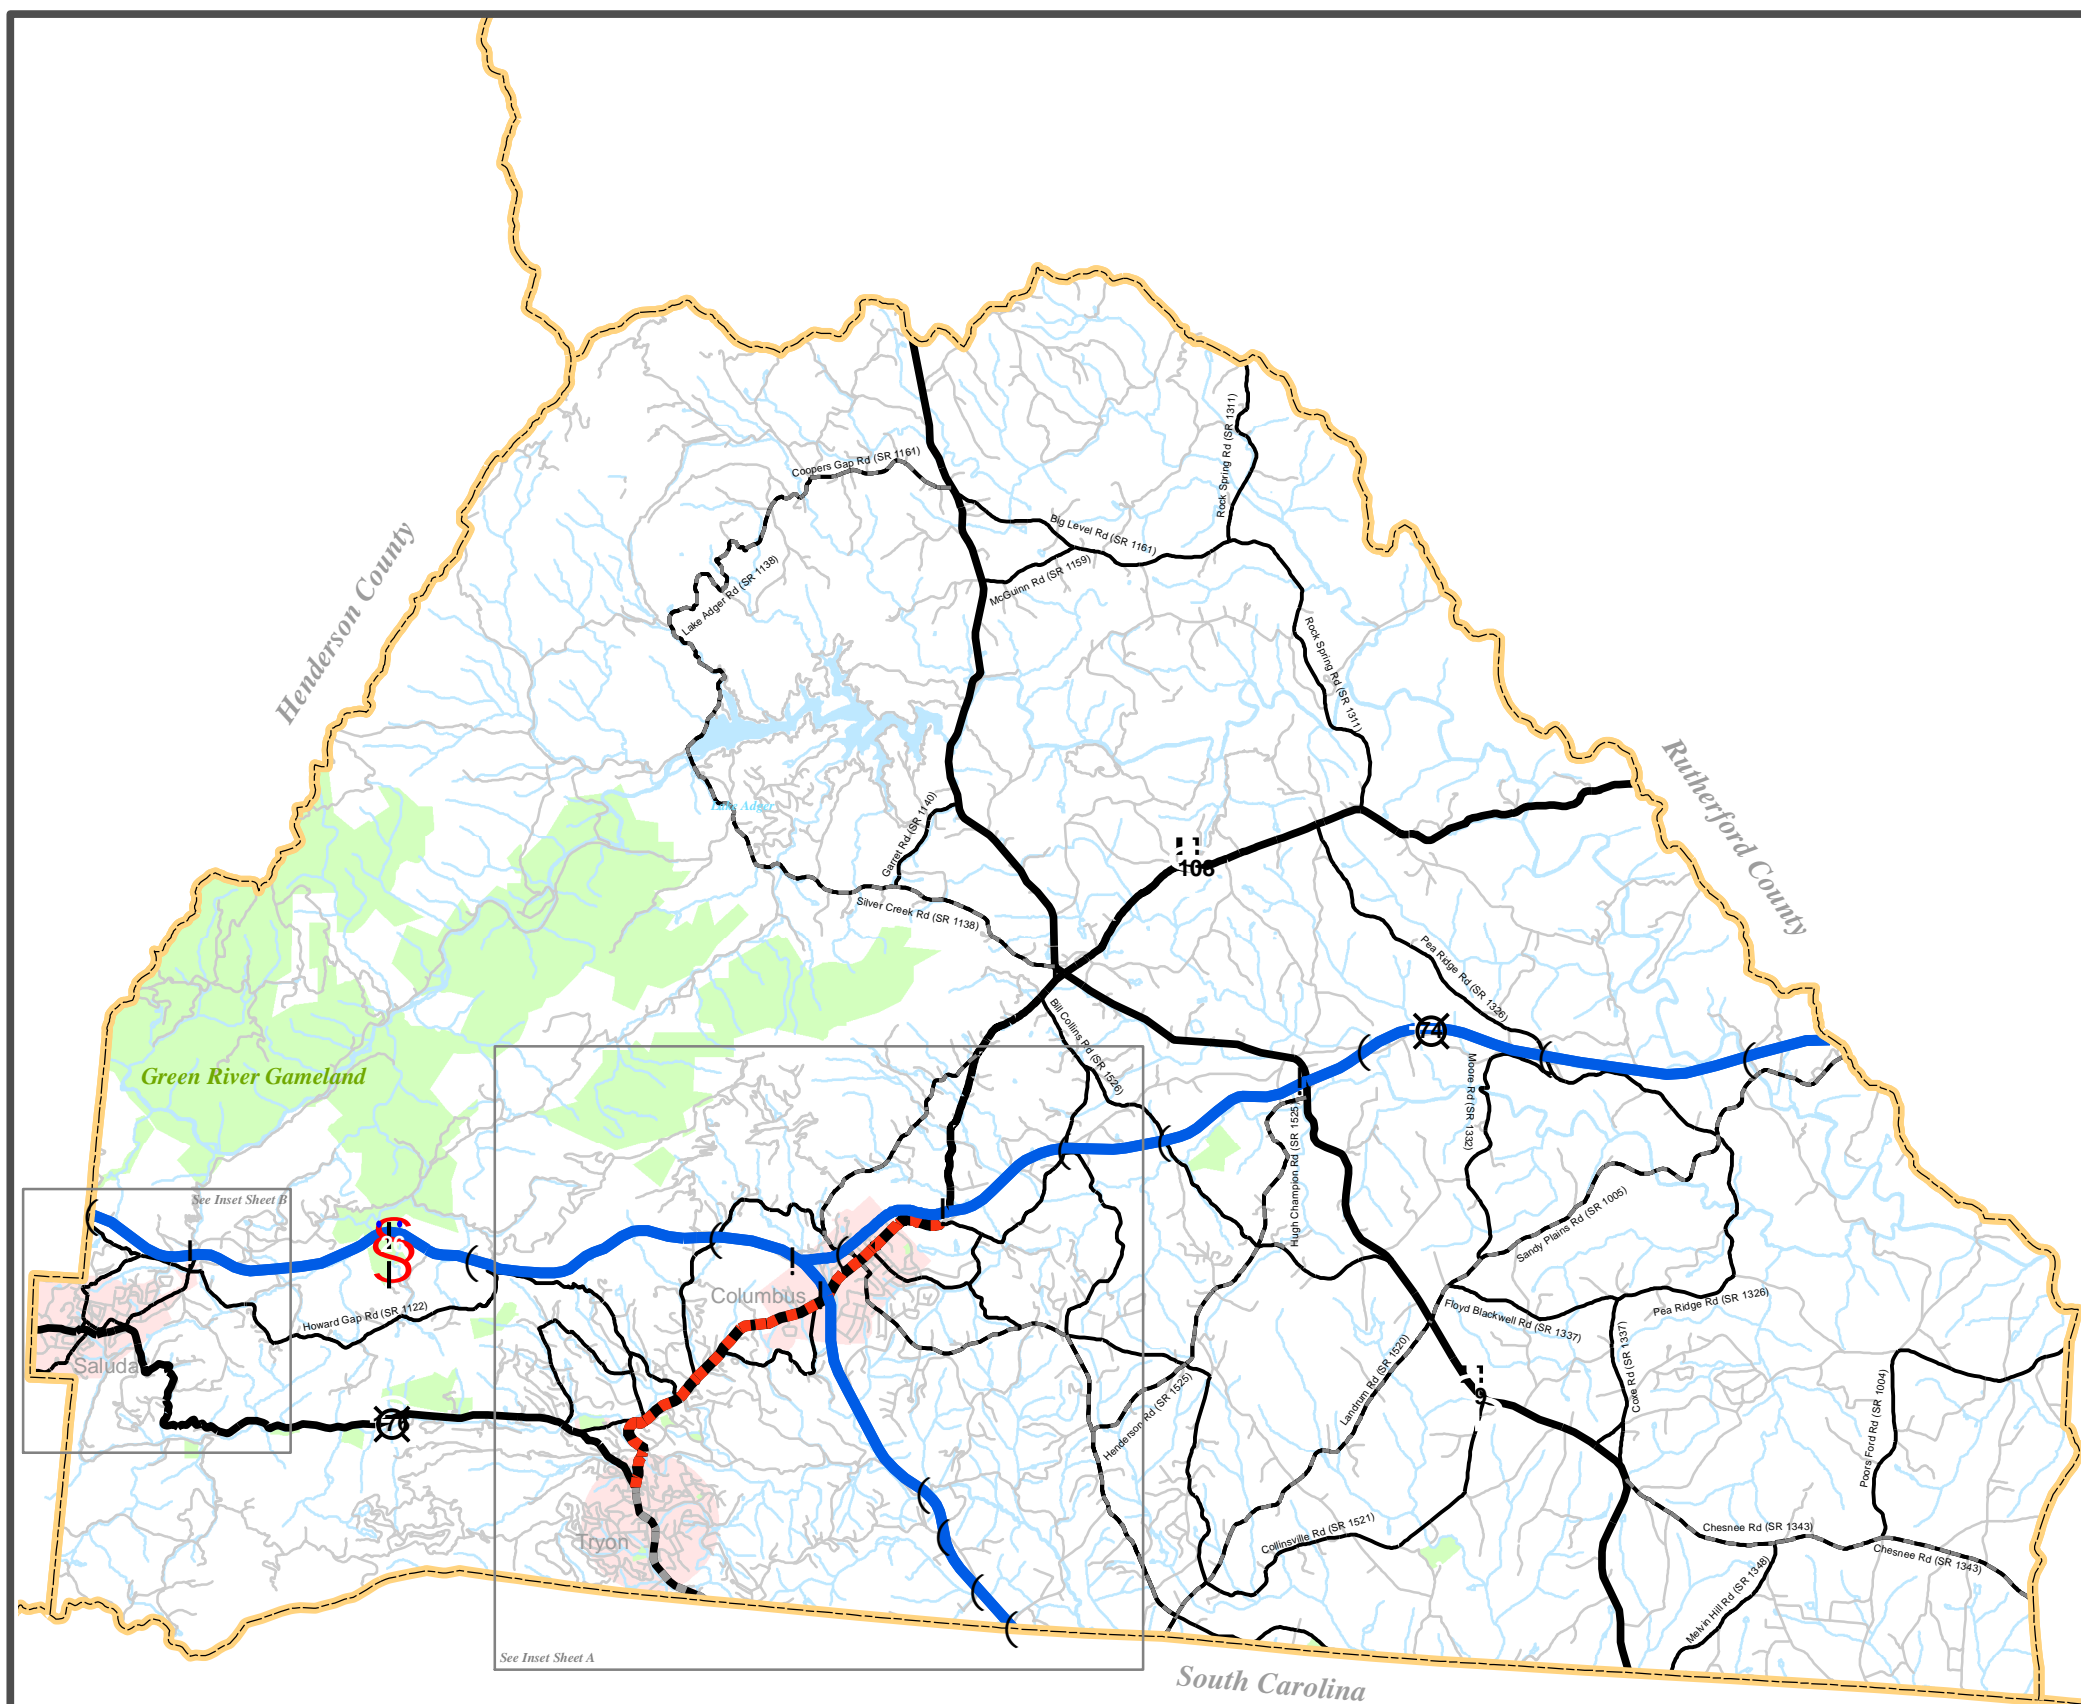 Rock Spring Rd (SR 1311)
Coopers Gap Rd (SR 1161)
Big Level Rd (SR 1161)
McGuinn Rd (SR 1159)
Lake Adger Rd (SR 1138)
Henderson County
Rock Spring Rd (SR 1311)
Rutherford County
Lake Adger
Garret Rd (SR 1140)
108
Silver Creek Rd (SR 1138)
Pea Ridge Rd (SR 1326)
Bill Collins Rd (SR 1526)
74
Green River Gameland
Moore Rd (SR 1332)
Hugh Champion Rd (SR 1525)
See Inset Sheet B
Sandy Plains Rd (SR 1005)
26
Columbus
Howard Gap Rd (SR 1122)
Pea Ridge Rd (SR 1326)
Floyd Blackwell Rd (SR 1337)
Saluda
Landrum Rd (SR 1520)
Coxe Rd (SR 1337)
9
Poors Ford Rd (SR 1004)
176
Henderson Rd (SR 1525)
Tryon
Collinsville Rd (SR 1521)
Chesnee Rd (SR 1343)
Chesnee Rd (SR 1343)
Melvin Hill Rd (SR 1348)
See Inset Sheet A
South Carolina